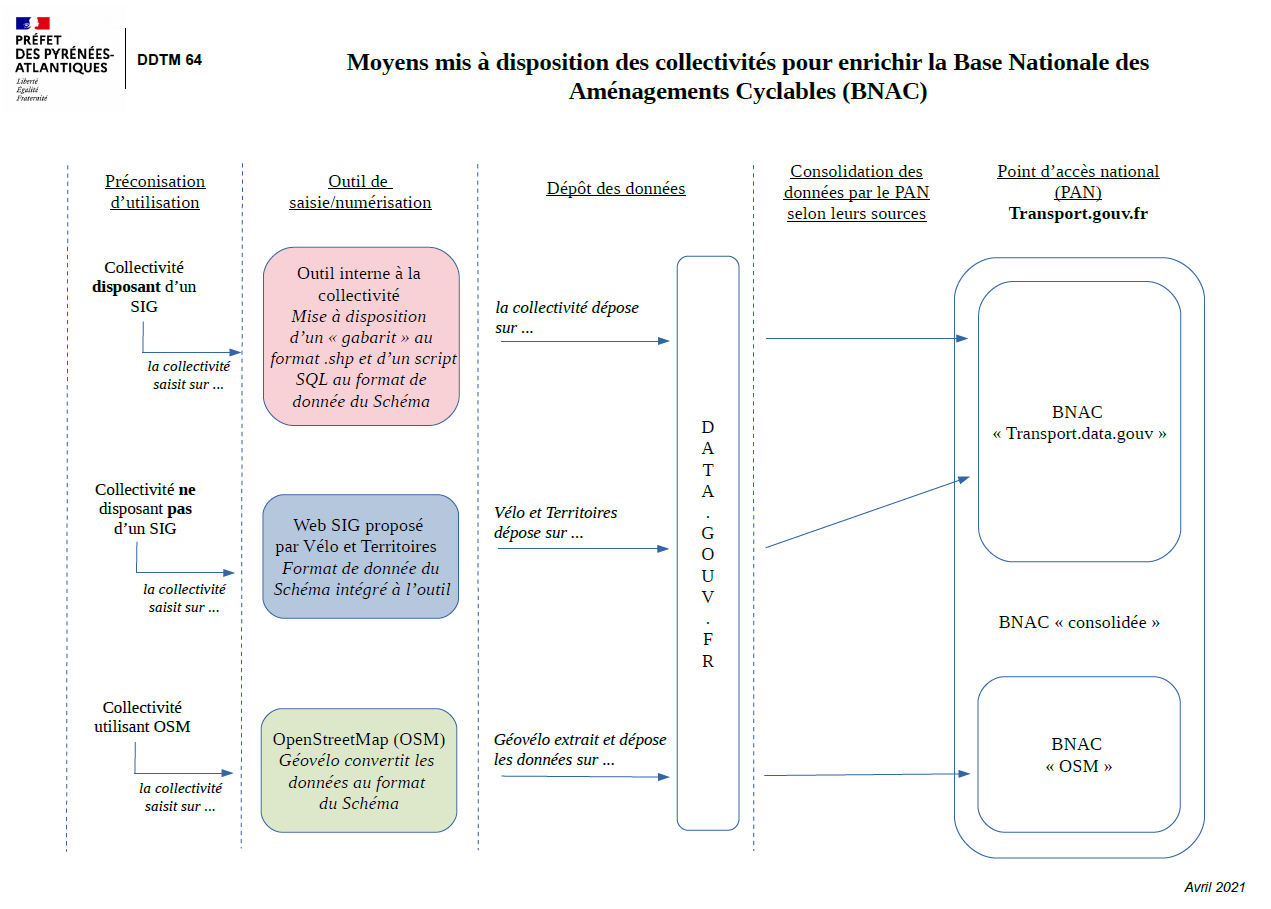 PRÉFET
DES PYRÉNÉES-
ATLANTIQUES
Liberté
Égalité
Fraternité
DDTM 64
Moyens mis à disposition des collectivités pour enrichir la Base Nationale des
Aménagements Cyclables (BNAC)
Préconisation
d’utilisation
Outil de
saisie/numérisation
Dépôt des données
Consolidation des
données par le PAN
selon leurs sources
Point d’accès national
(PAN)
Transport.gouv.fr
Collectivité
disposant d’un
SIG
la collectivité
saisit sur ...
Outil interne à la
collectivité
Mise à disposition
d’un « gabarit » au
format .shp et d’un script
SQL au format de
donnée du Schéma
la collectivité dépose
sur ...
Collectivité ne
disposant pas
d’un SIG
la collectivité
saisit sur ...
Web SIG proposé
par Vélo et Territoires
Format de donnée du
Schéma intégré à l’outil
Vélo et Territoires
dépose sur ...
Collectivité
utilisant OSM
la collectivité
saisit sur ...
OpenStreetMap (OSM)
Géovélo convertit les
données au format
du Schéma
Géovélo extrait et dépose
les données sur ...
D
A
T
A
.
G
O
U
V
.
F
R
BNAC
« Transport.data.gouv »
BNAC « consolidée »
BNAC
« OSM »
Avril 2021